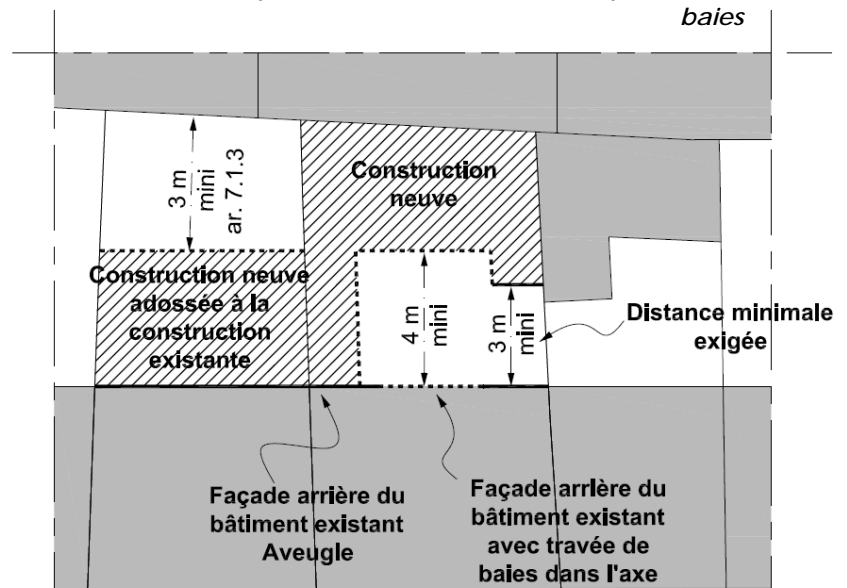 baies
3 m
mini
ar. 7.1.3
Construction
neuve
Construction neuve
adossée à la
construction
existante
4 m
mini
3 m
mini
Distance minimale
exigée
Façade arrière du
bâtiment existant
Aveugle
Façade arrière du
bâtiment existant
avec travée de
baies dans l'axe